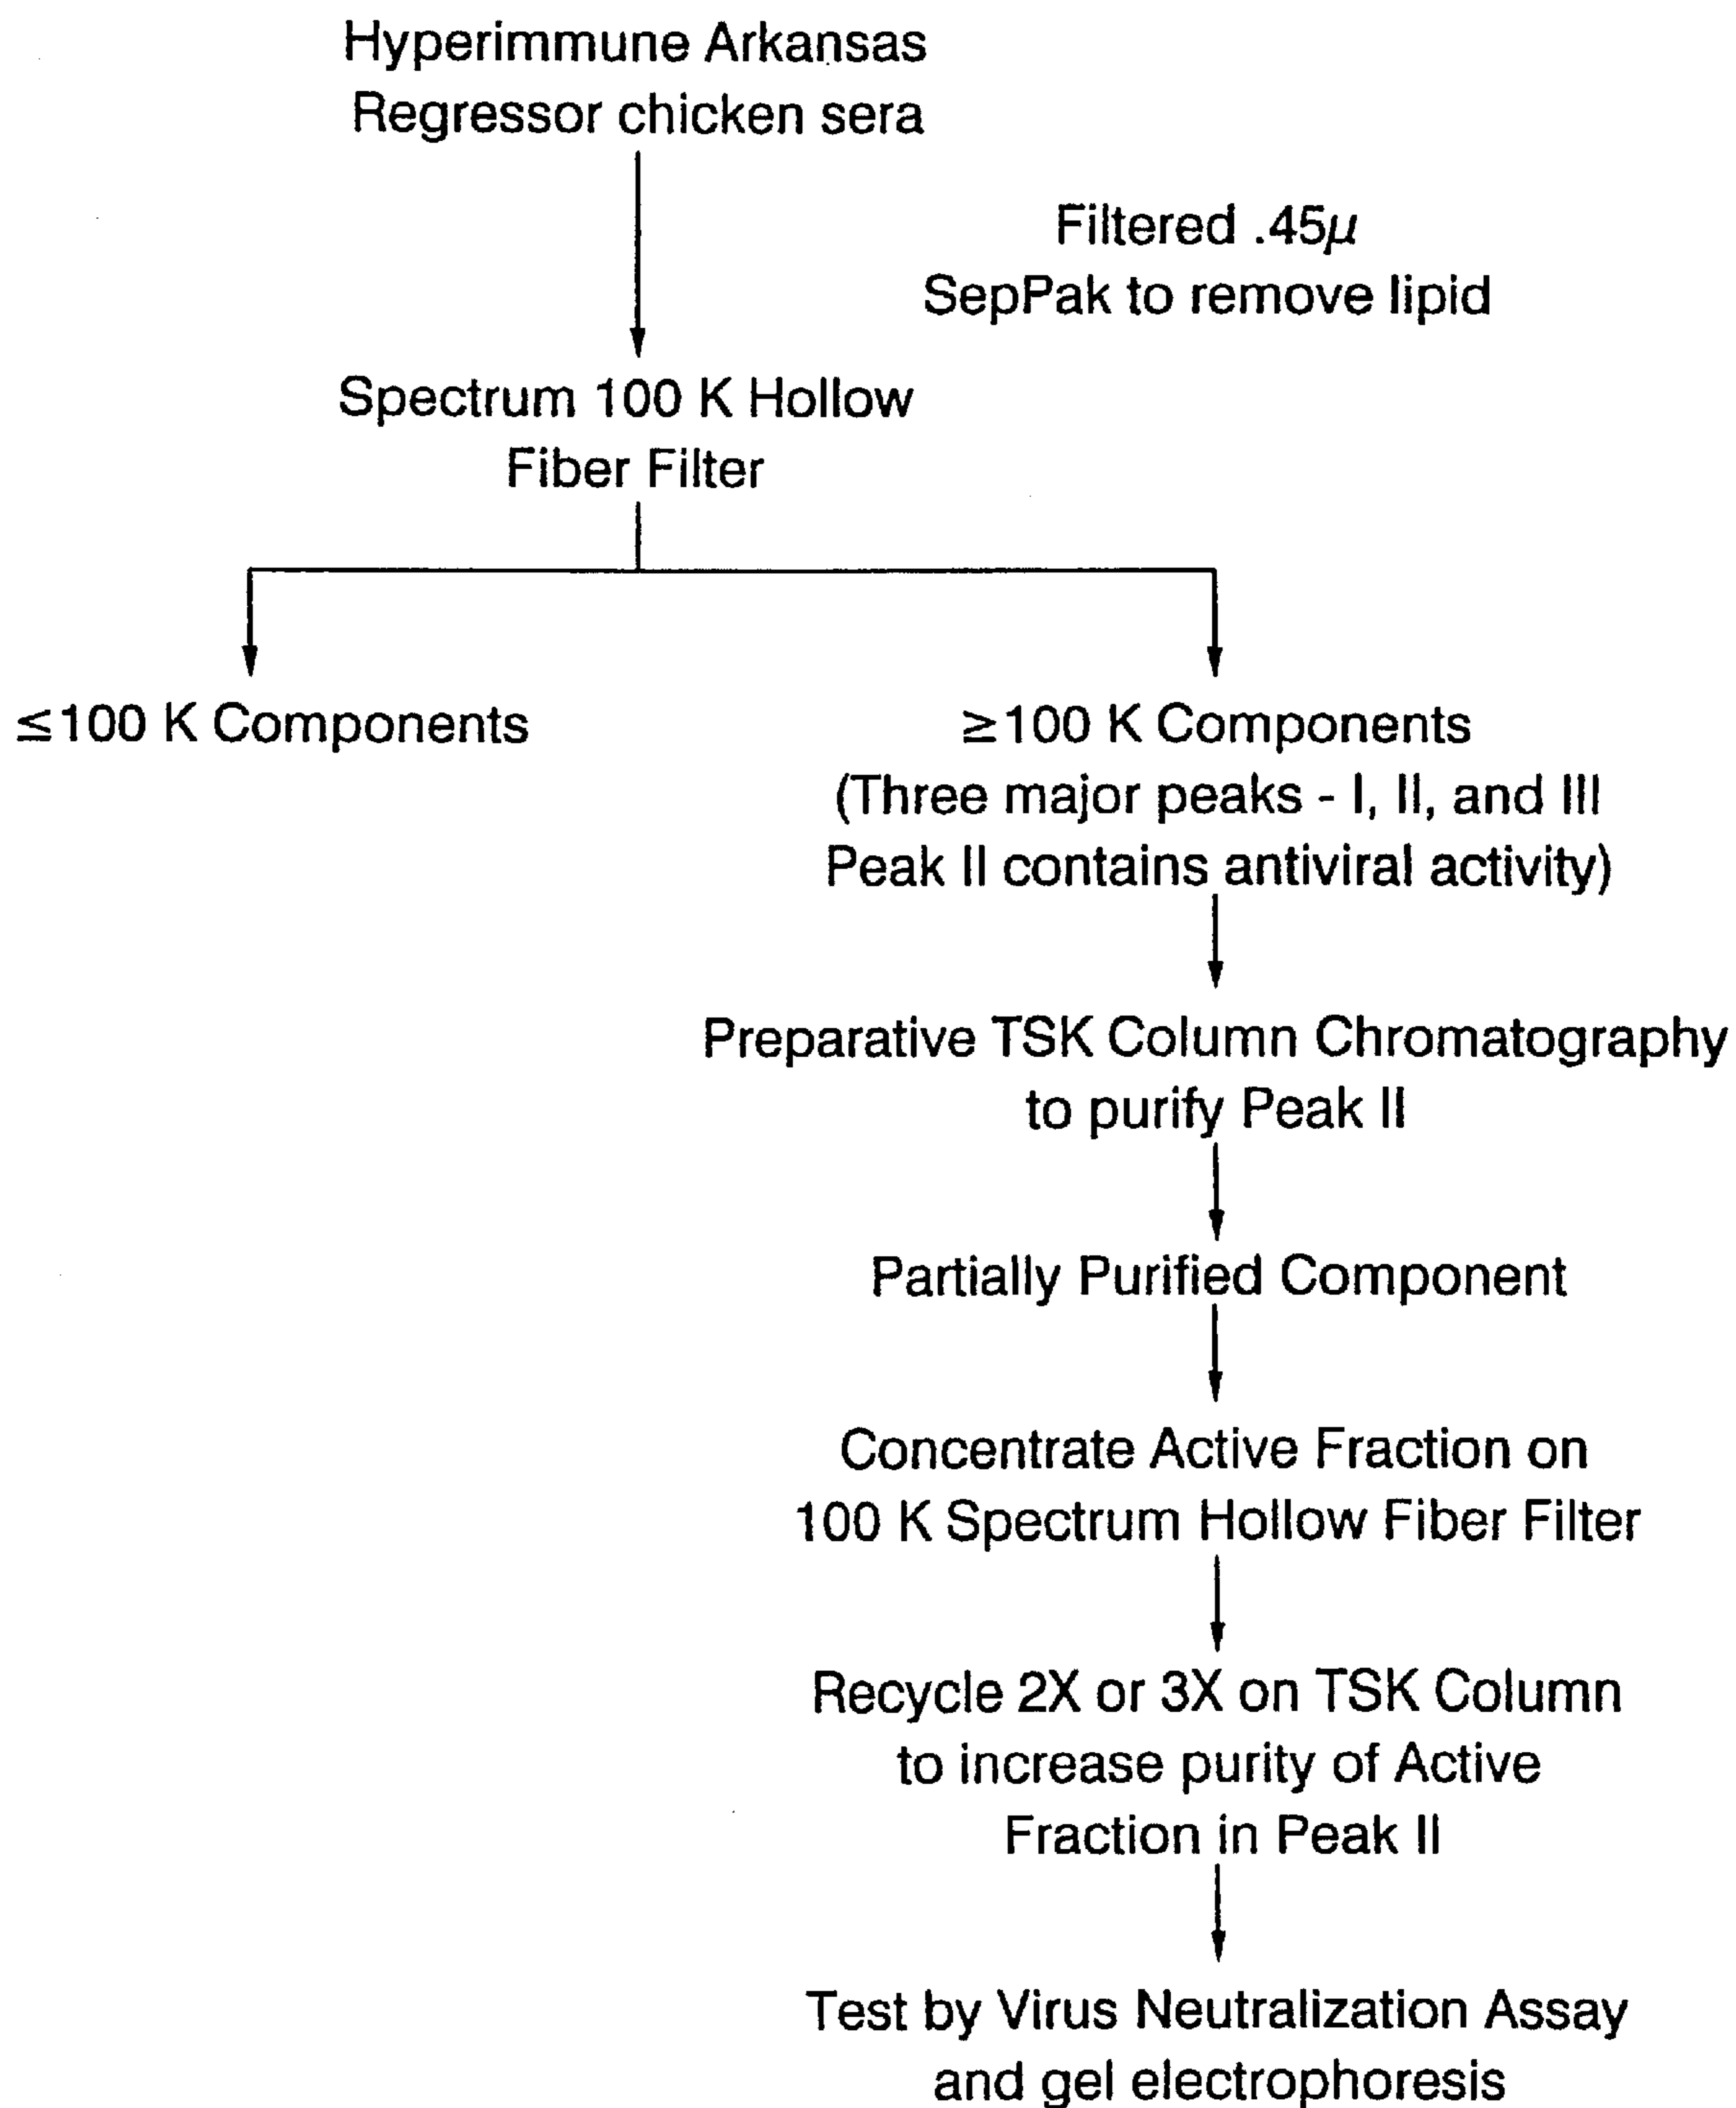 Hyperimmune Arkansas
Regressor chicken sera
Filtered .45μ
SepPak to remove lipid
Spectrum 100 K Hollow
Fiber Filter
≤100 K Components
≥100 K Components
(Three major peaks - I, II, and III
Peak II contains antiviral activity)
Preparative TSK Column Chromatography
to purify Peak II
Partially Purified Component
Concentrate Active Fraction on
100 K Spectrum Hollow Fiber Filter
Recycle 2X or 3X on TSK Column
to increase purity of Active
Fraction in Peak II
Test by Virus Neutralization Assay
and gel electrophoresis